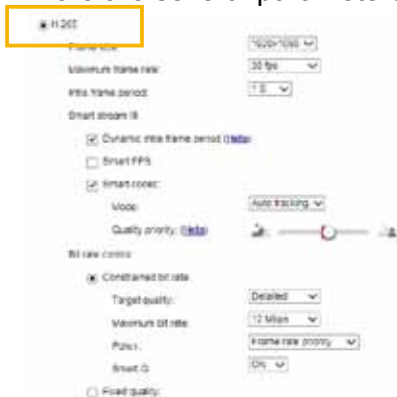 H.265
Frame size: 1920x1080
Maximum frame rate: 30 fps
Intra frame period: 1 S
Smart stream III
Dynamic intra frame period (Help)
Smart FPS
Smart codec:
Mode: Auto tracking
Quality priority: (Help)
Bit rate control
Constrained bit rate:
Target quality: Detailed
Maximum bit rate: 12 Mbps
Policy: Frame rate priority
Smart Q: On
Fixed quality: